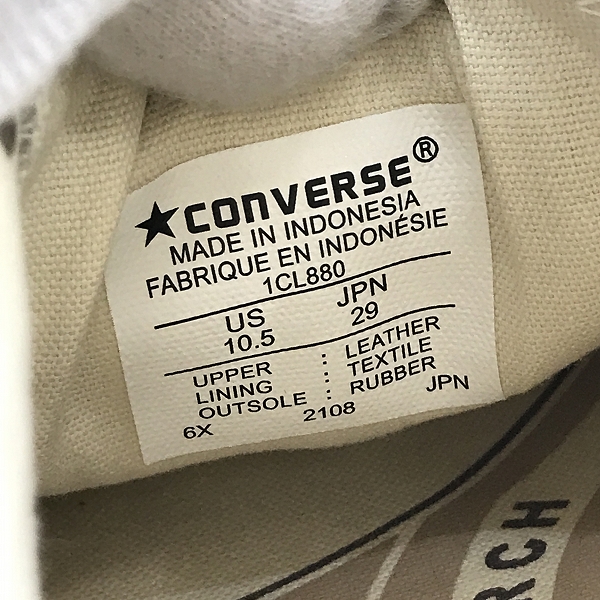 ★CONVERSE®
MADE IN INDONESIA
FABRIQUE EN INDONÉSIE
1CL880
US JPN
10.5 29
UPPER : LEATHER
LINING : TEXTILE
OUTSOLE : RUBBER
6X 2108 JPN
RCH